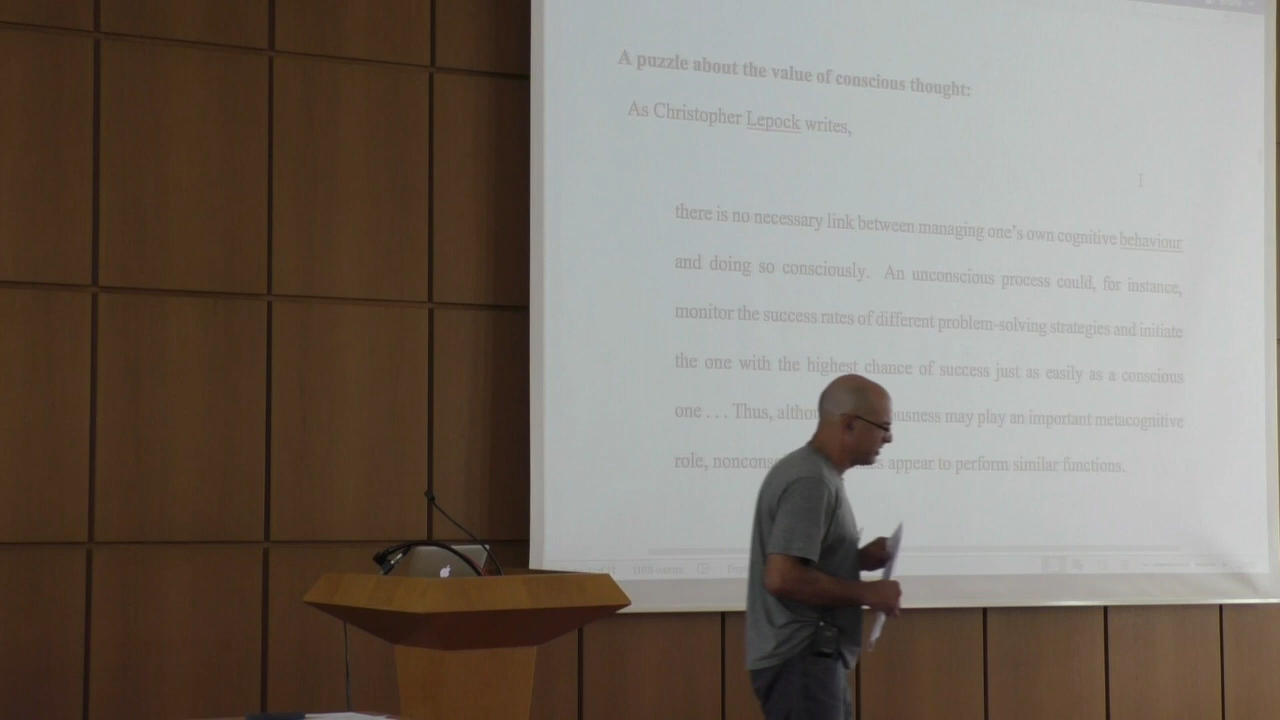 A puzzle about the value of conscious thought:
As Christopher Lepock writes,
there is no necessary link between managing one's own cognitive behaviour
and doing so consciously. An unconscious process could, for instance,
monitor the success rates of different problem-solving strategies and initiate
the one with the highest chance of success just as easily as a conscious
one . . . Thus, may play an important metacognitive
role, appear to perform similar functions.